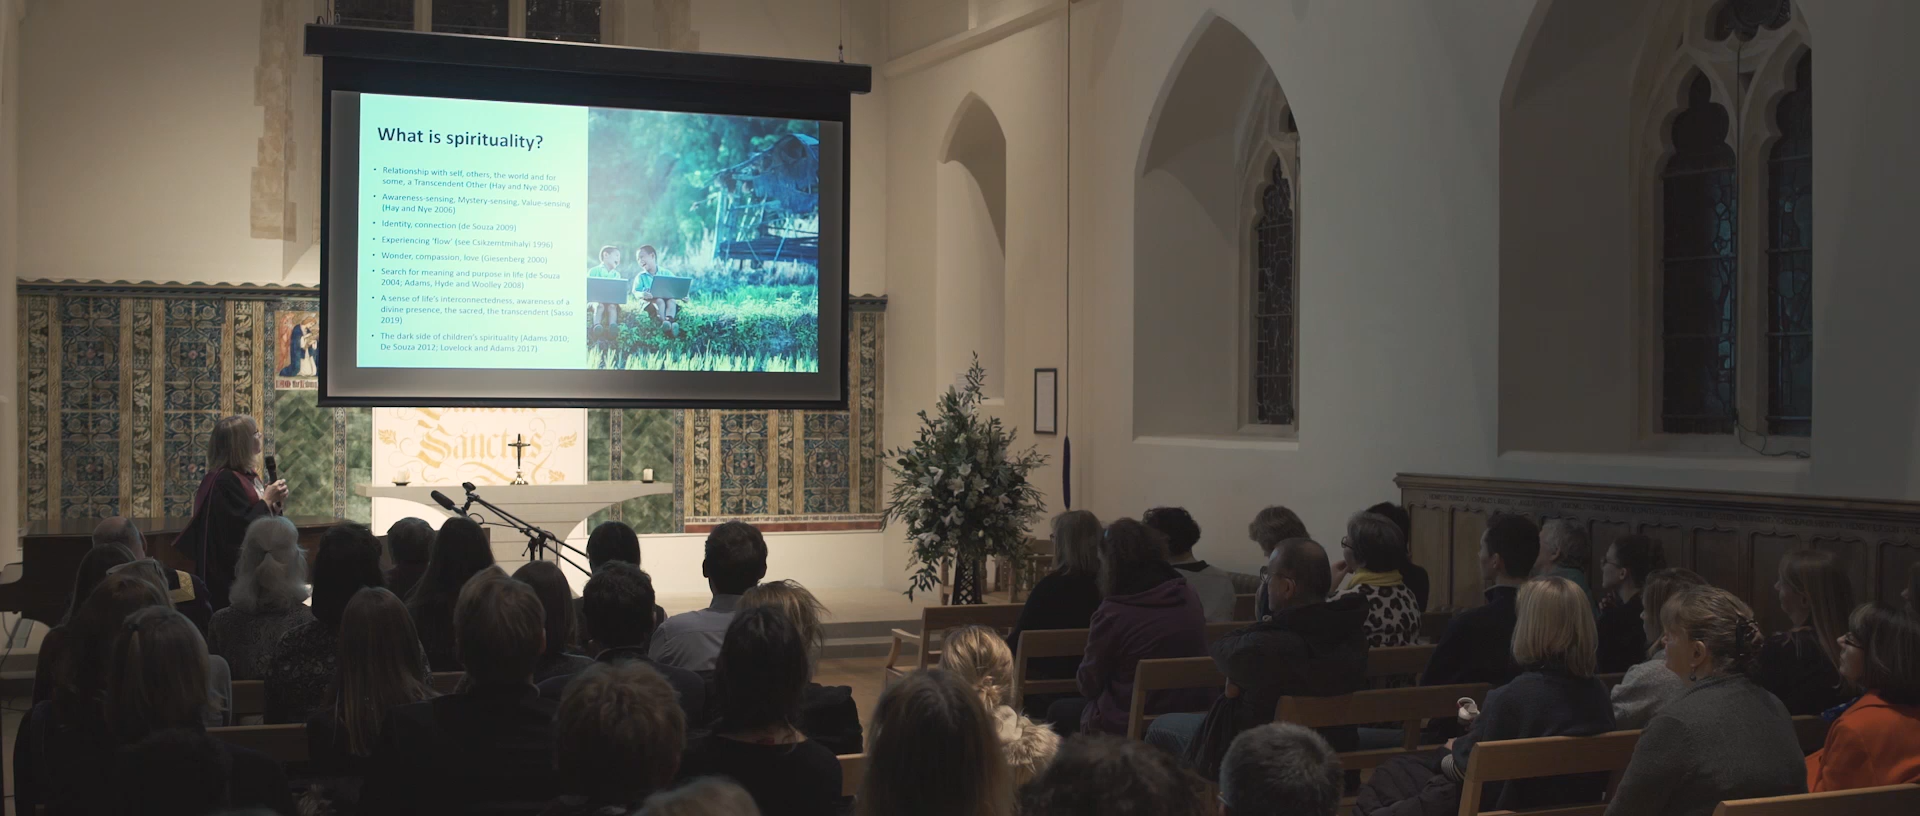 What is spirituality?
• Relationship with self, others, the world and for
some, a Transcendent Other (Hay and Nye 2006)
• Awareness-sensing, Mystery-sensing, Value-sensing
(Hay and Nye 2006)
• Identity, connection (de Souza 2009)
• Experiencing 'flow' (see Csikzemtmihalyi 1996)
• Wonder, compassion, love (Giesenberg 2000)
• Search for meaning and purpose in life (de Souza
2004; Adams, Hyde and Woolley 2008)
• A sense of life's interconnectedness, awareness of a
divine presence, the sacred, the transcendent (Sasso
2019)
• The dark side of children's spirituality (Adams 2010;
De Souza 2012; Lovelock and Adams 2017)
Sanctus